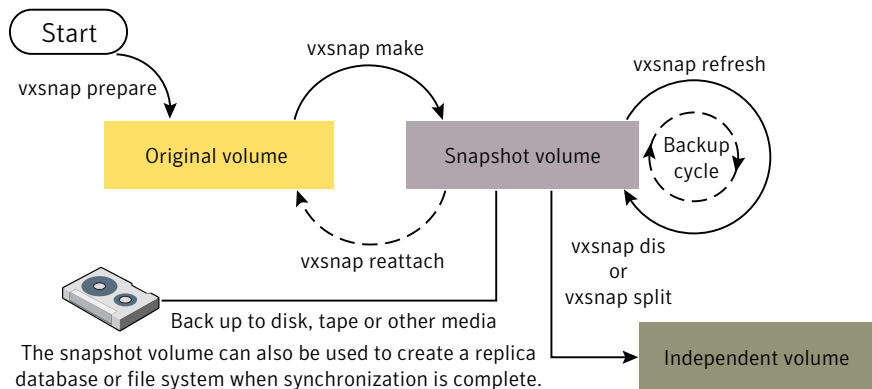 Start
vxsnap prepare
vxsnap make
vxsnap refresh
Original volume
Snapshot volume
Backup
cycle
vxsnap reattach
vxsnap dis
or
vxsnap split
Back up to disk, tape or other media
The snapshot volume can also be used to create a replica
database or file system when synchronization is complete.
Independent volume